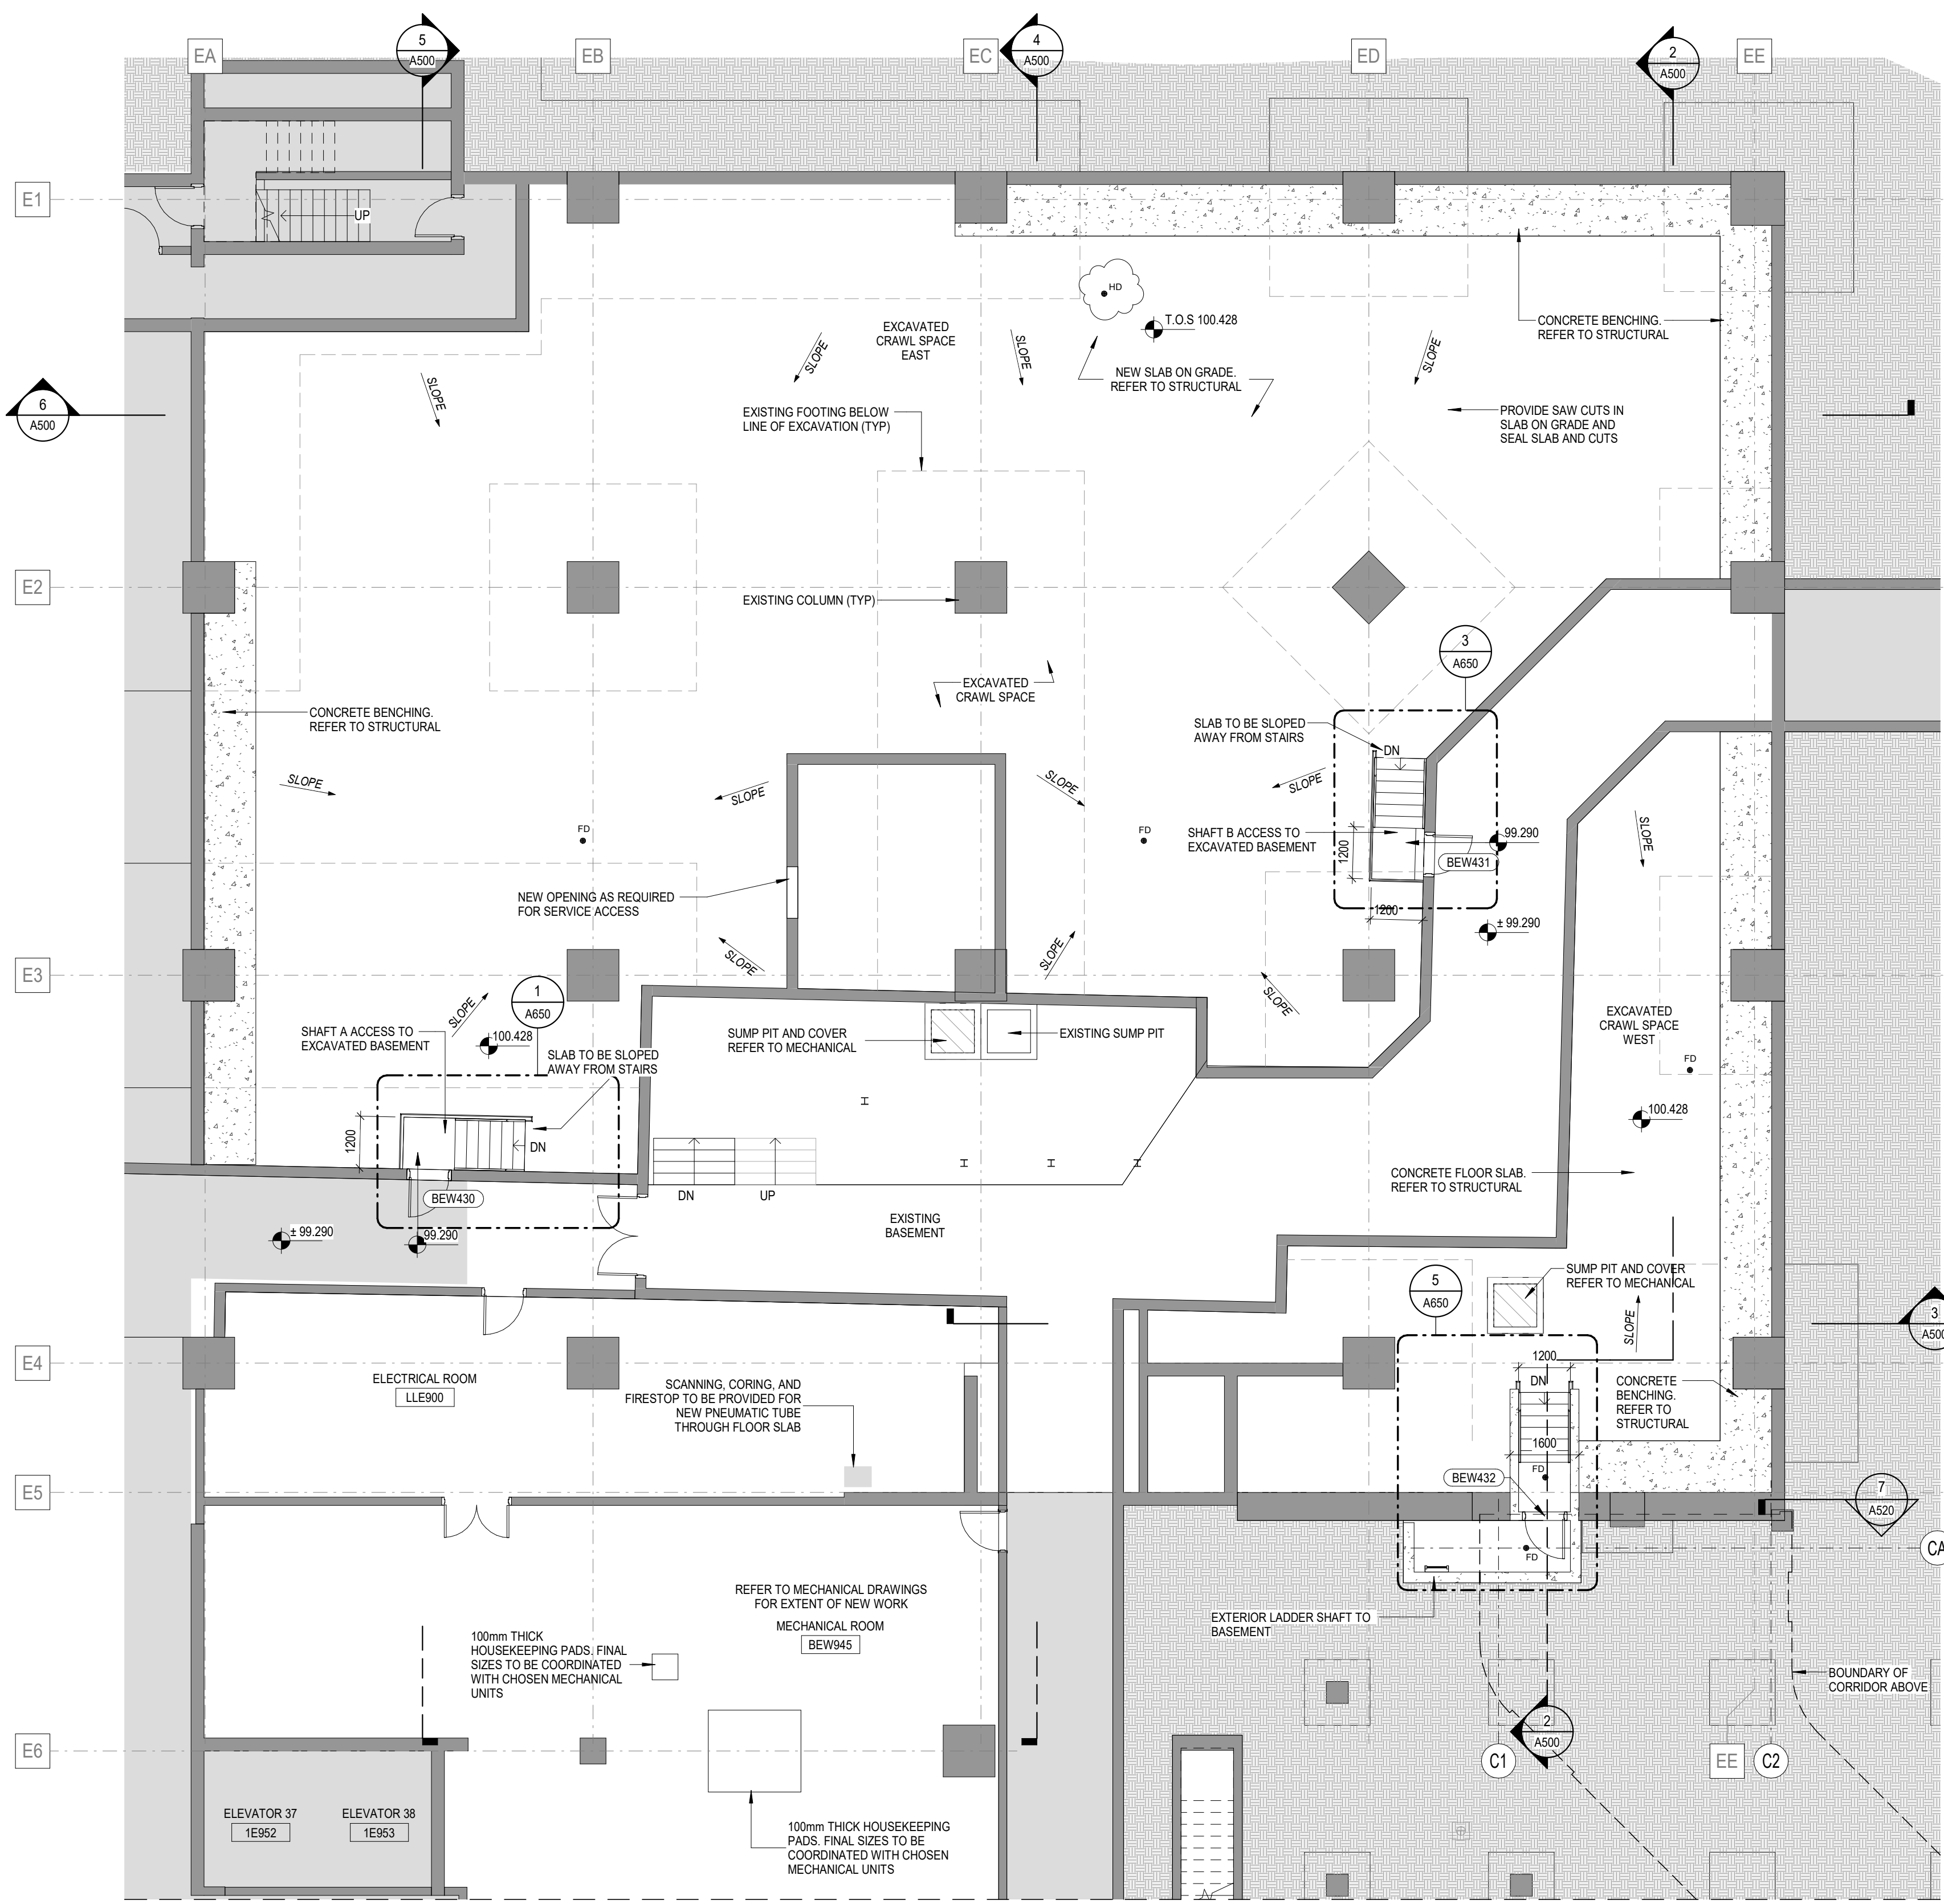 EA
5
A500
EB
EC
4
A500
ED
2
A500
EE
E1
UP
HD
T.O.S 100.428
EXCAVATED
CRAWL SPACE
EAST
SLOPE
SLOPE
SLOPE
SLOPE
CONCRETE BENCHING.
REFER TO STRUCTURAL
NEW SLAB ON GRADE.
REFER TO STRUCTURAL
6
A500
EXISTING FOOTING BELOW
LINE OF EXCAVATION (TYP)
PROVIDE SAW CUTS IN
SLAB ON GRADE AND
SEAL SLAB AND CUTS
E2
EXISTING COLUMN (TYP)
3
A650
EXCAVATED
CRAWL SPACE
CONCRETE BENCHING.
REFER TO STRUCTURAL
SLAB TO BE SLOPED
AWAY FROM STAIRS
DN
SLOPE
SLOPE
SLOPE
SLOPE
SLOPE
FD
FD
SHAFT B ACCESS TO
EXCAVATED BASEMENT
1200
99.290
BEW431
NEW OPENING AS REQUIRED
FOR SERVICE ACCESS
1200
± 99.290
SLOPE
SLOPE
E3
SLOPE
SLOPE
1
A650
SHAFT A ACCESS TO
EXCAVATED BASEMENT
100.428
SLAB TO BE SLOPED
AWAY FROM STAIRS
SUMP PIT AND COVER
REFER TO MECHANICAL
EXISTING SUMP PIT
EXCAVATED
CRAWL SPACE
WEST
FD
100.428
1200
DN
CONCRETE FLOOR SLAB.
REFER TO STRUCTURAL
BEW430
DN
UP
± 99.290
99.290
EXISTING
BASEMENT
5
A650
SUMP PIT AND COVER
REFER TO MECHANICAL
SLOPE
3
A500
E4
1200
DN
ELECTRICAL ROOM
LLE900
SCANNING, CORING, AND
FIRESTOP TO BE PROVIDED FOR
NEW PNEUMATIC TUBE
THROUGH FLOOR SLAB
CONCRETE
BENCHING.
REFER TO
STRUCTURAL
1600
FD
BEW432
E5
7
A520
FD
CA
REFER TO MECHANICAL DRAWINGS
FOR EXTENT OF NEW WORK
MECHANICAL ROOM
BEW945
EXTERIOR LADDER SHAFT TO
BASEMENT
100mm THICK
HOUSEKEEPING PADS. FINAL
SIZES TO BE COORDINATED
WITH CHOSEN MECHANICAL
UNITS
BOUNDARY OF
CORRIDOR ABOVE
E6
2
A500
C1
EE
C2
ELEVATOR 37
1E952
ELEVATOR 38
1E953
100mm THICK HOUSEKEEPING
PADS. FINAL SIZES TO BE
COORDINATED WITH CHOSEN
MECHANICAL UNITS